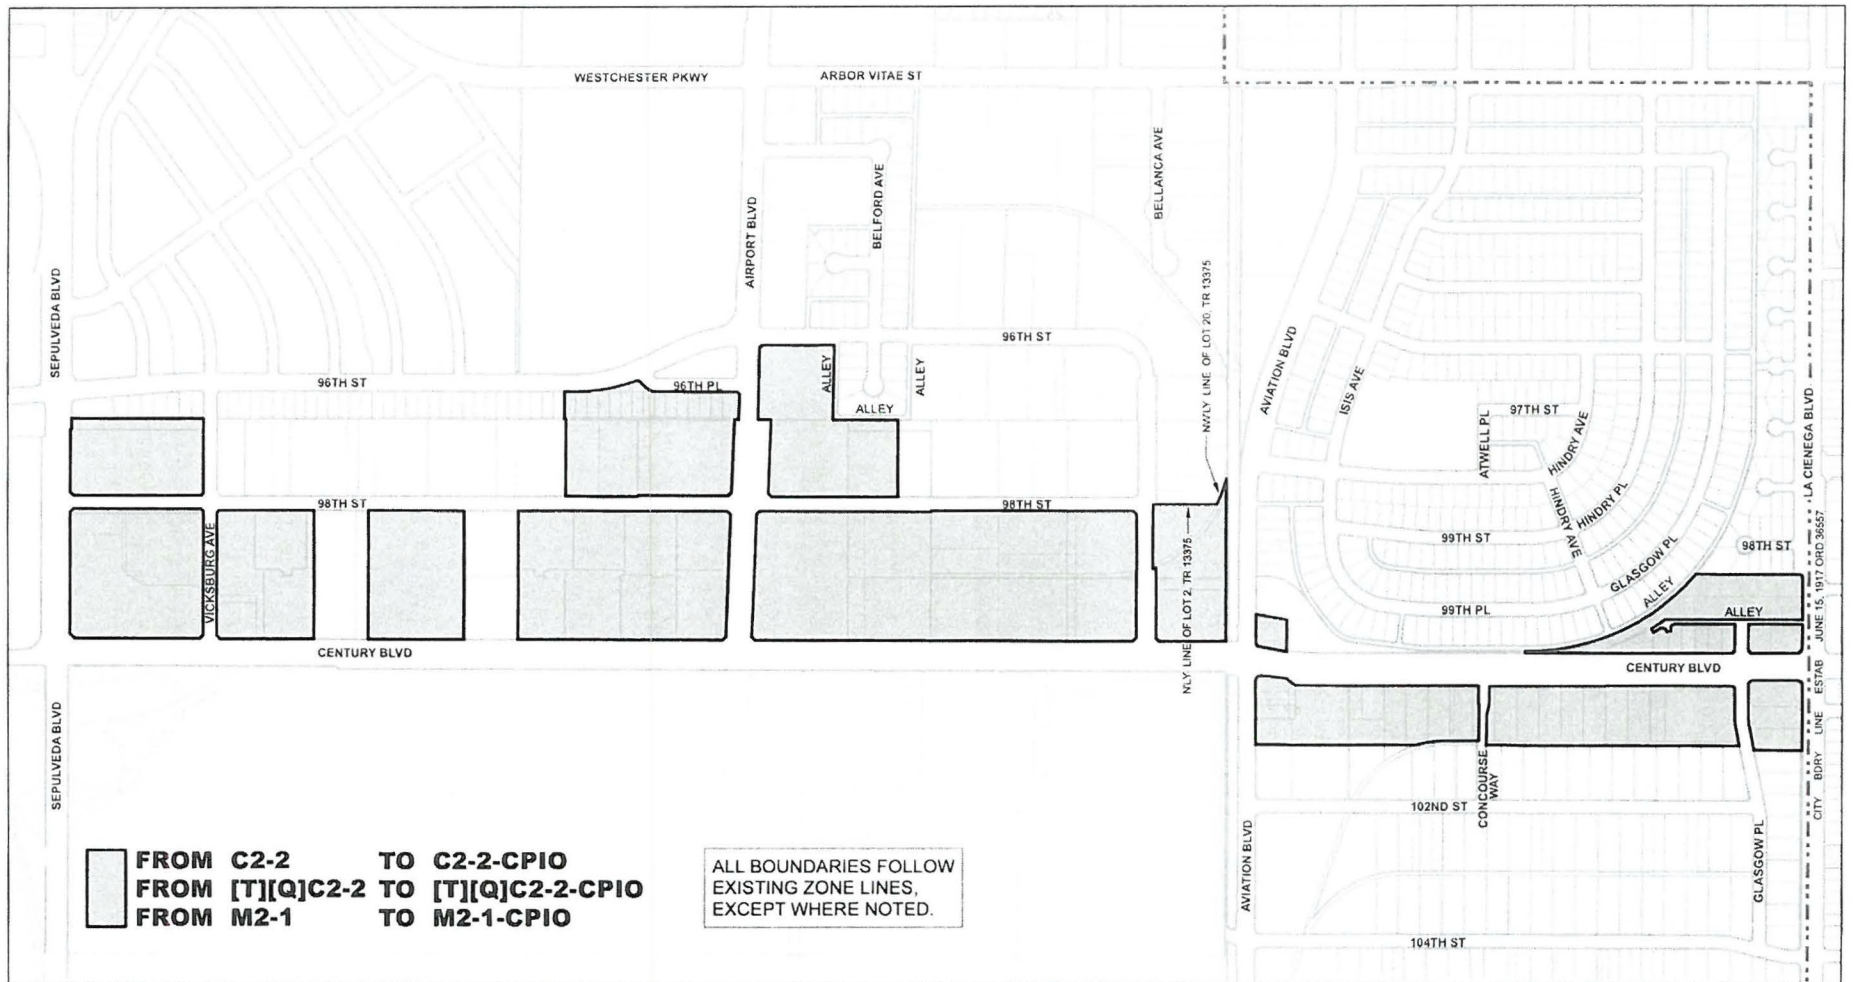 WESTCHESTER PKWY
ARBOR VITAE ST
BELLANCA AVE
BELFORD AVE
AIRPORT BLVD
SEPULVEDA BLVD
96TH ST
96TH ST
96TH PL
ALLEY
ALLEY
ALLEY
NWLY LINE OF LOT 20, TR 13375
AVIATION BLVD
ISIS AVE
97TH ST
ATWELL PL
HINDRY AVE
HINDRY PL
HINDRY AVE
LA CIENEGA BLVD
98TH ST
98TH ST
VICKSBURG AVE
99TH ST
98TH ST
GLASGOW PL
ALLEY
99TH PL
ALLEY
N'LY LINE OF LOT 2, TR 13375
CENTURY BLVD
CENTURY BLVD
CITY BDRY LINE ESTAB JUNE 15, 1917 ORD 36557
SEPULVEDA BLVD
CONCOURSE
WAY
102ND ST
AVIATION BLVD
GLASGOW PL
104TH ST
FROM C2-2 TO C2-2-CPIO
FROM [T][Q]C2-2 TO [T][Q]C2-2-CPIO
FROM M2-1 TO M2-1-CPIO
ALL BOUNDARIES FOLLOW
EXISTING ZONE LINES,
EXCEPT WHERE NOTED.